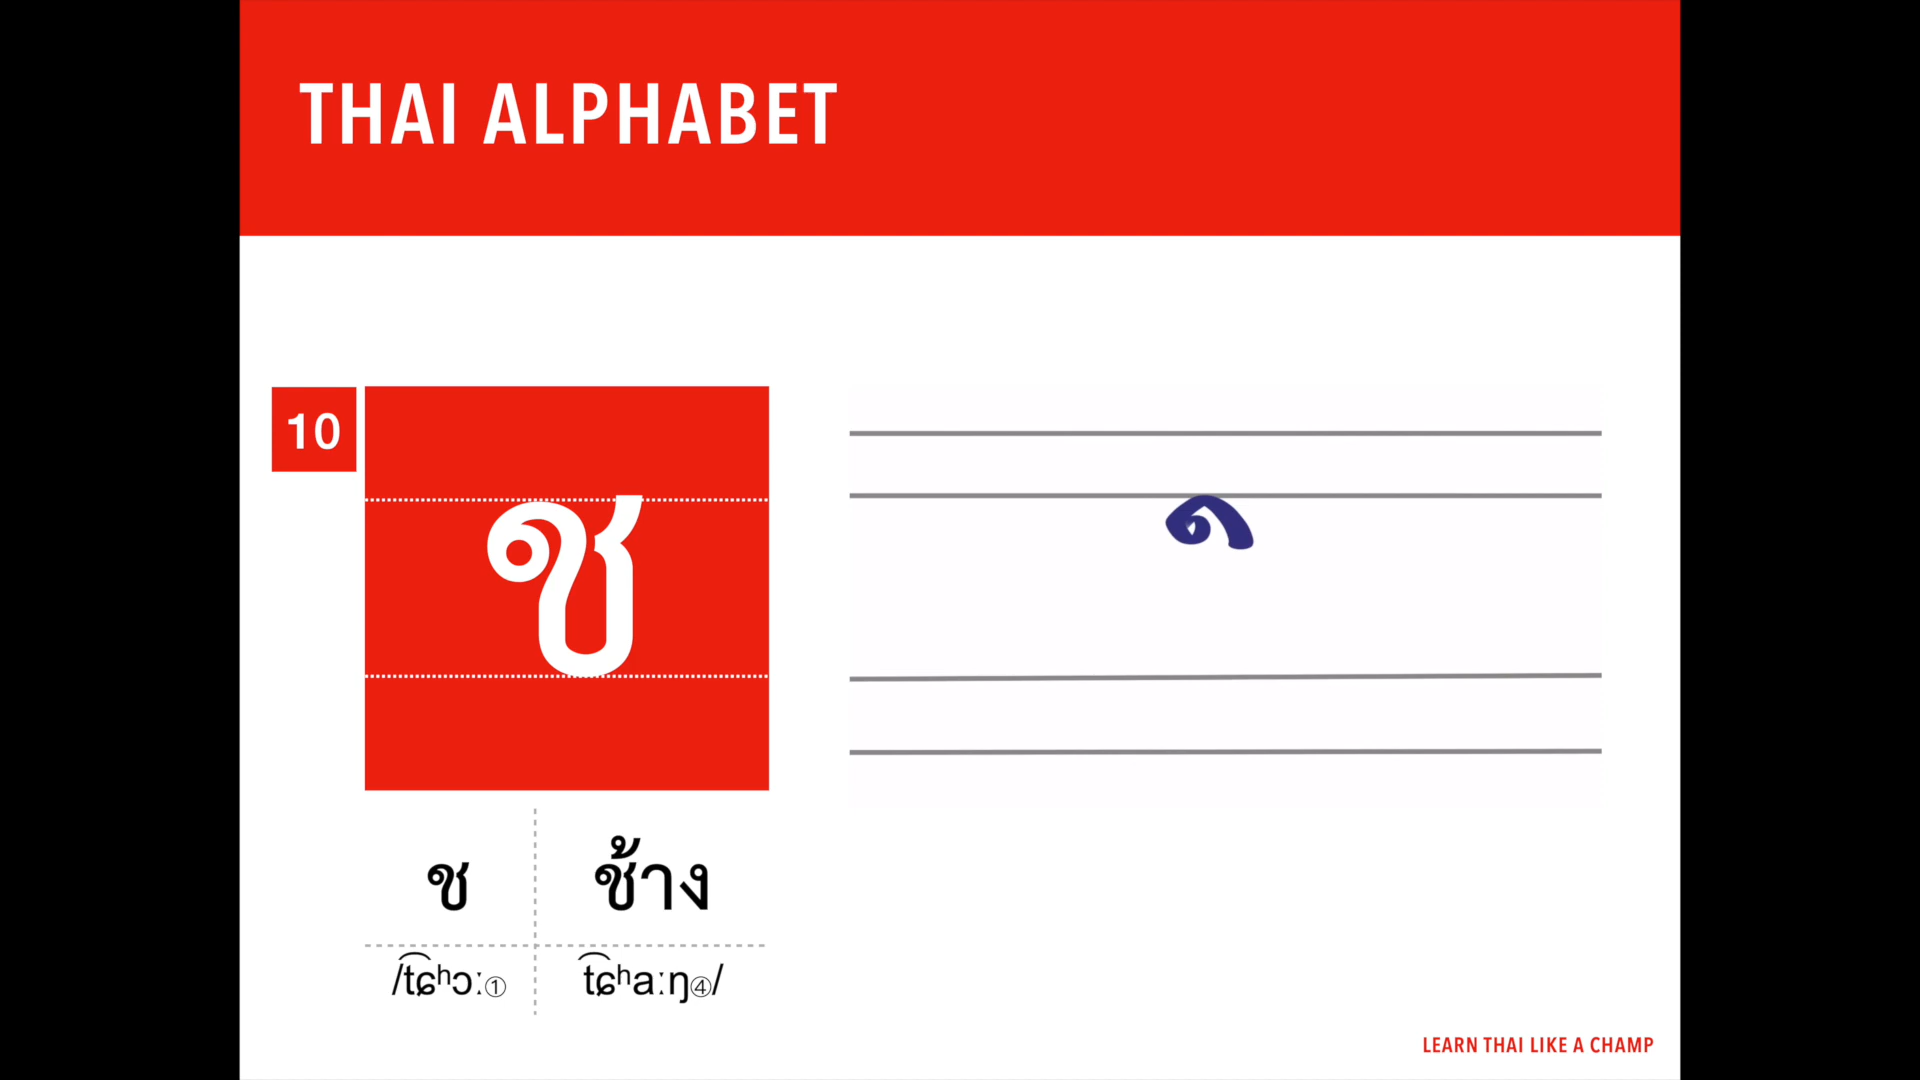 THAI ALPHABET
10
ช
ช ช้าง
/t͡ɕʰɔː① t͡ɕʰaːŋ④/
LEARN THAI LIKE A CHAMP